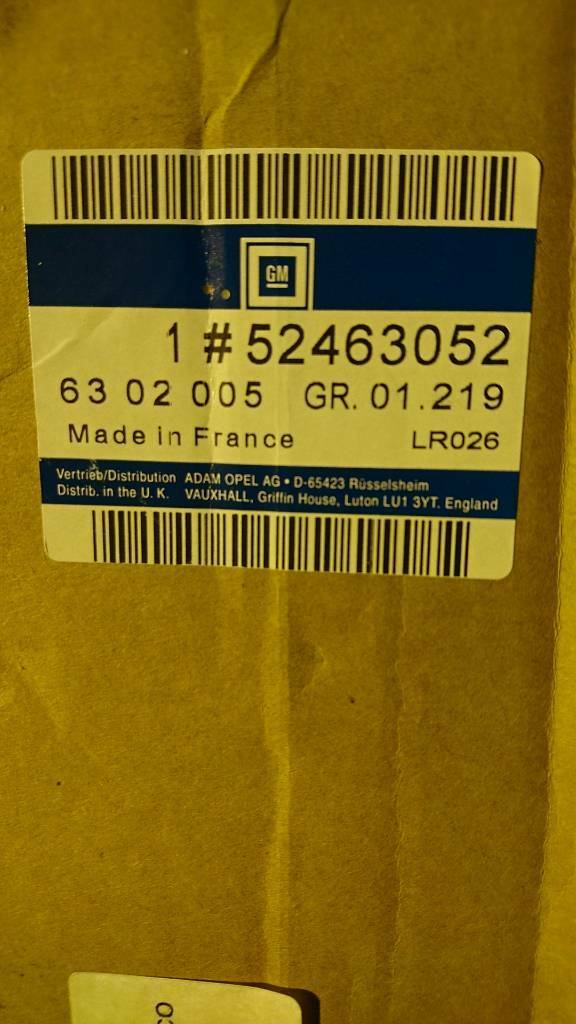 GM
1 #52463052
63 02 005 GR. 01.219
Made in France LR026
Vertrieb/Distribution ADAM OPEL AG • D-65423 Rüsselsheim
Distrib. in the U. K. VAUXHALL, Griffin House, Luton LU1 3YT. England